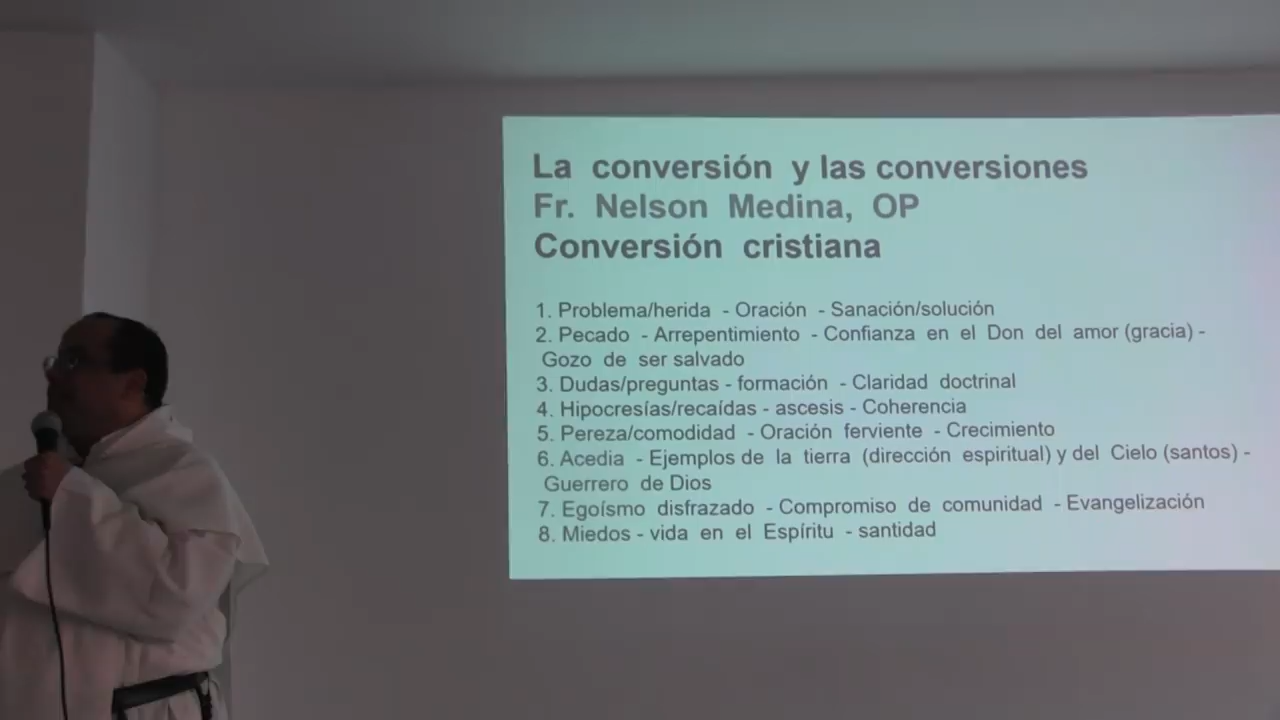 La conversión y las conversiones
Fr. Nelson Medina, OP
Conversión cristiana
1. Problema/herida - Oración - Sanación/solución
2. Pecado - Arrepentimiento - Confianza en el Don del amor (gracia) -
Gozo de ser salvado
3. Dudas/preguntas - formación - Claridad doctrinal
4. Hipocresías/recaídas - ascesis - Coherencia
5. Pereza/comodidad - Oración ferviente - Crecimiento
6. Acedia - Ejemplos de la tierra (dirección espiritual) y del Cielo (santos) -
Guerrero de Dios
7. Egoísmo disfrazado - Compromiso de comunidad - Evangelización
8. Miedos - vida en el Espíritu - santidad